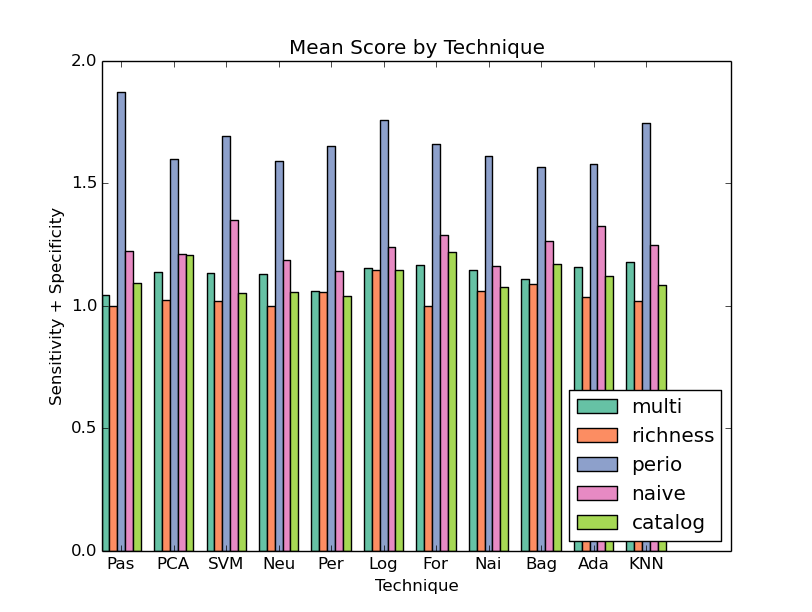 Mean Score by Technique
2.0
1.5
1.0
0.5
0.0
Sensitivity + Specificity
multi
richness
perio
naive
catalog
Pas PCA SVM Neu Per Log For Nai Bag Ada KNN
Technique